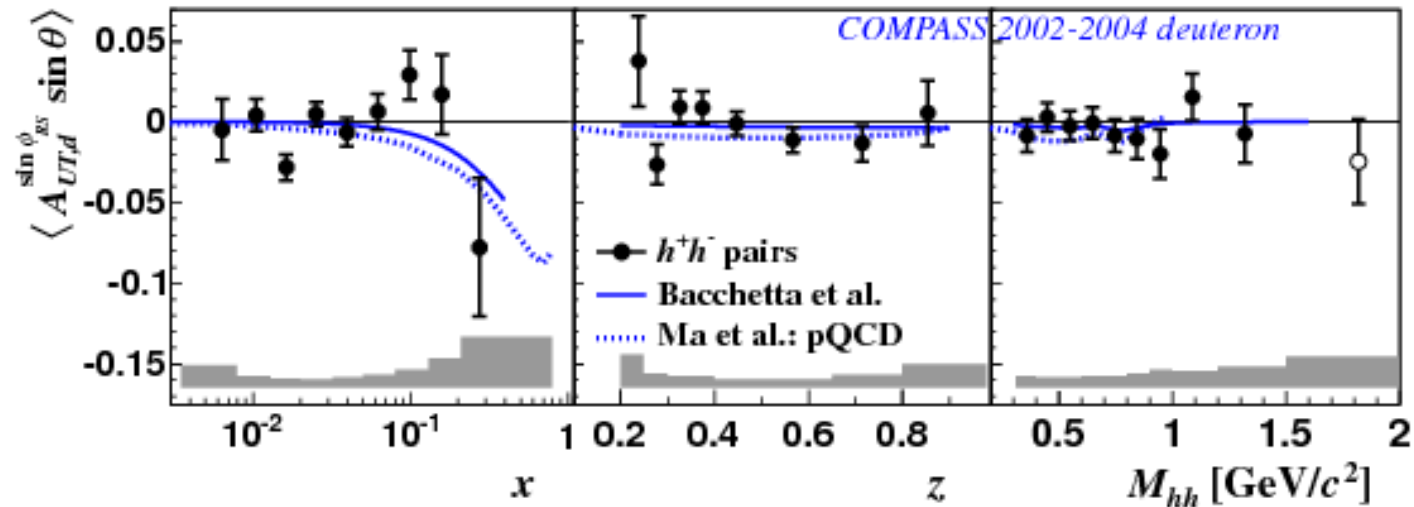 COMPASS 2002-2004 deuteron
⟨ A^{sin ϕ_{RS}}_{UT,d} sin θ ⟩
0.05
0
-0.05
-0.1
-0.15
h⁺h⁻ pairs
Bacchetta et al.
Ma et al.: pQCD
10⁻² 10⁻¹ 1
0.2 0.4 0.6 0.8
0.5 1 1.5 2
x
z
M_{hh} [GeV/c²]